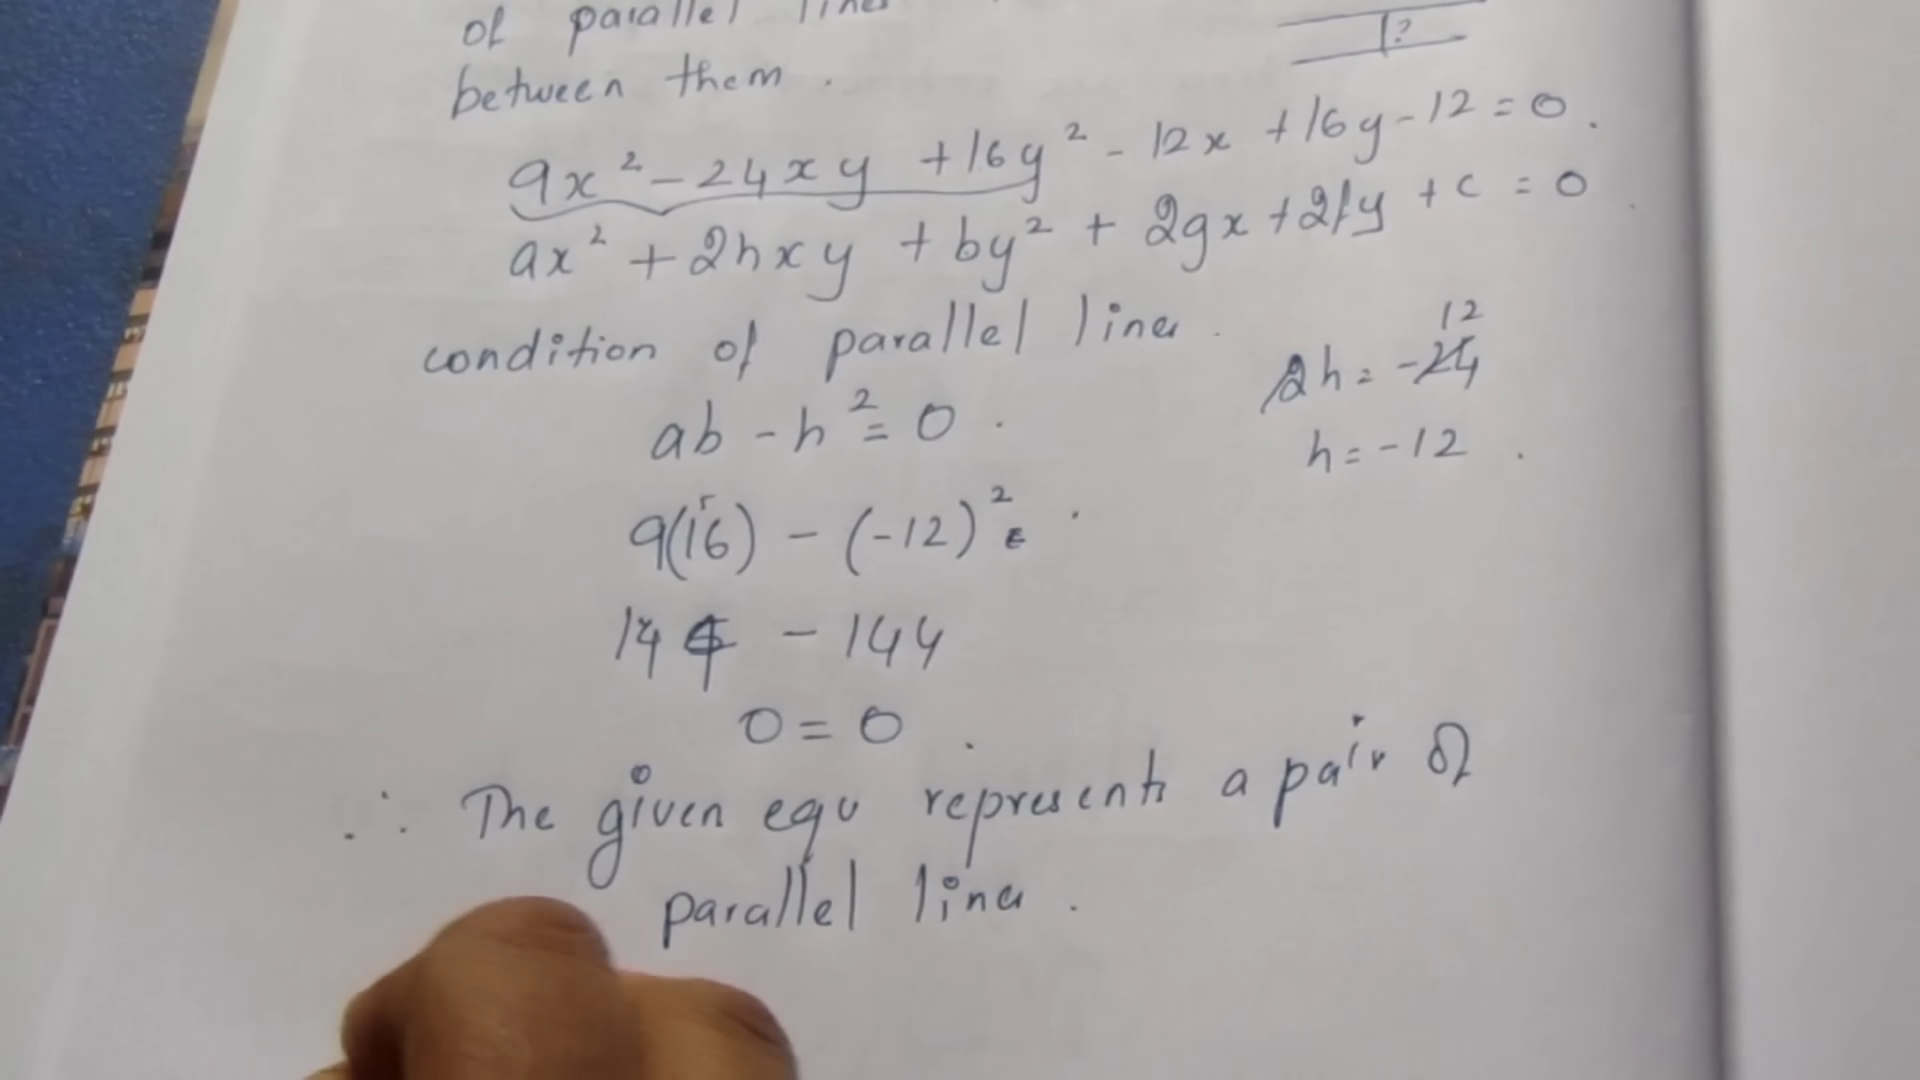 of parallel lines
between them.
?
9x² - 24xy + 16y² - 12x + 16y - 12 = 0.
ax² + 2hxy + by² + 2gx + 2fy + c = 0
condition of parallel lines.
ab - h² = 0.
12
2h = -24
h = -12.
9(16) - (-12)² =
144 - 144
0 = 0.
∴ The given equ represents a pair of
parallel lines.